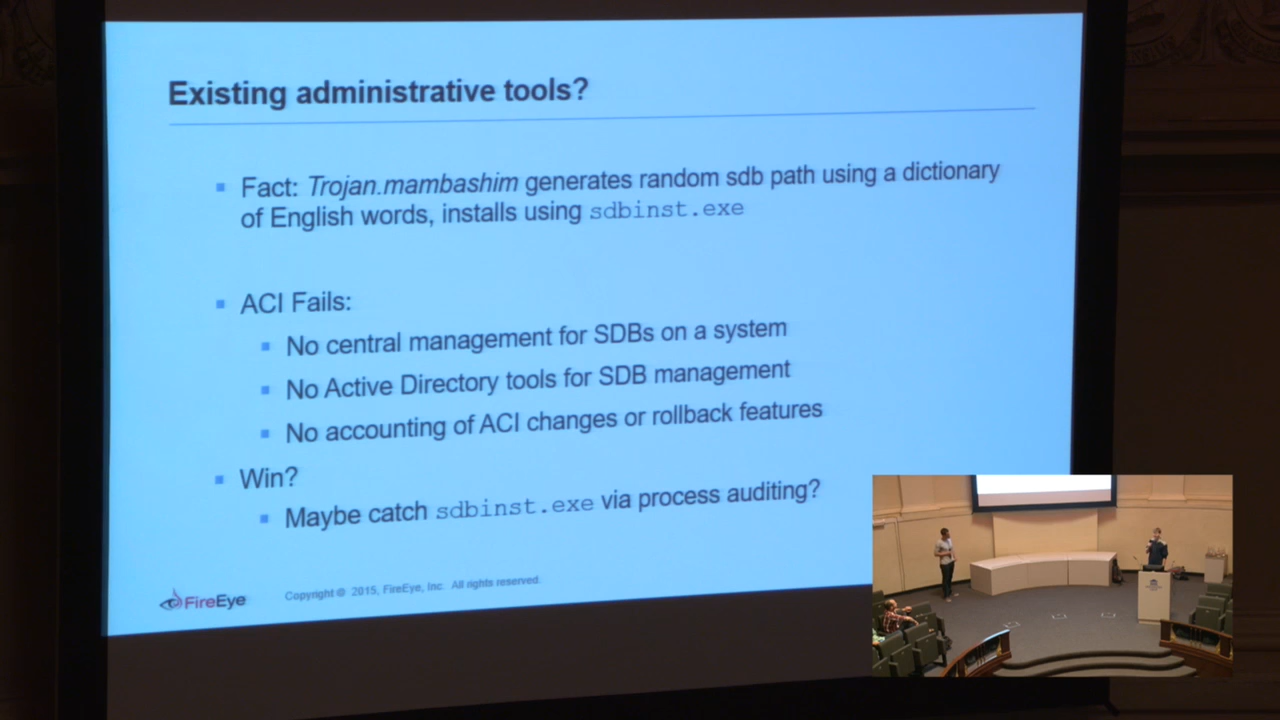 Existing administrative tools?
Fact: Trojan.mambashim generates random sdb path using a dictionary
of English words, installs using sdbinst.exe
ACI Fails:
No central management for SDBs on a system
No Active Directory tools for SDB management
No accounting of ACI changes or rollback features
Win?
Maybe catch sdbinst.exe via process auditing?
FireEye
Copyright © 2015, FireEye, Inc. All rights reserved.